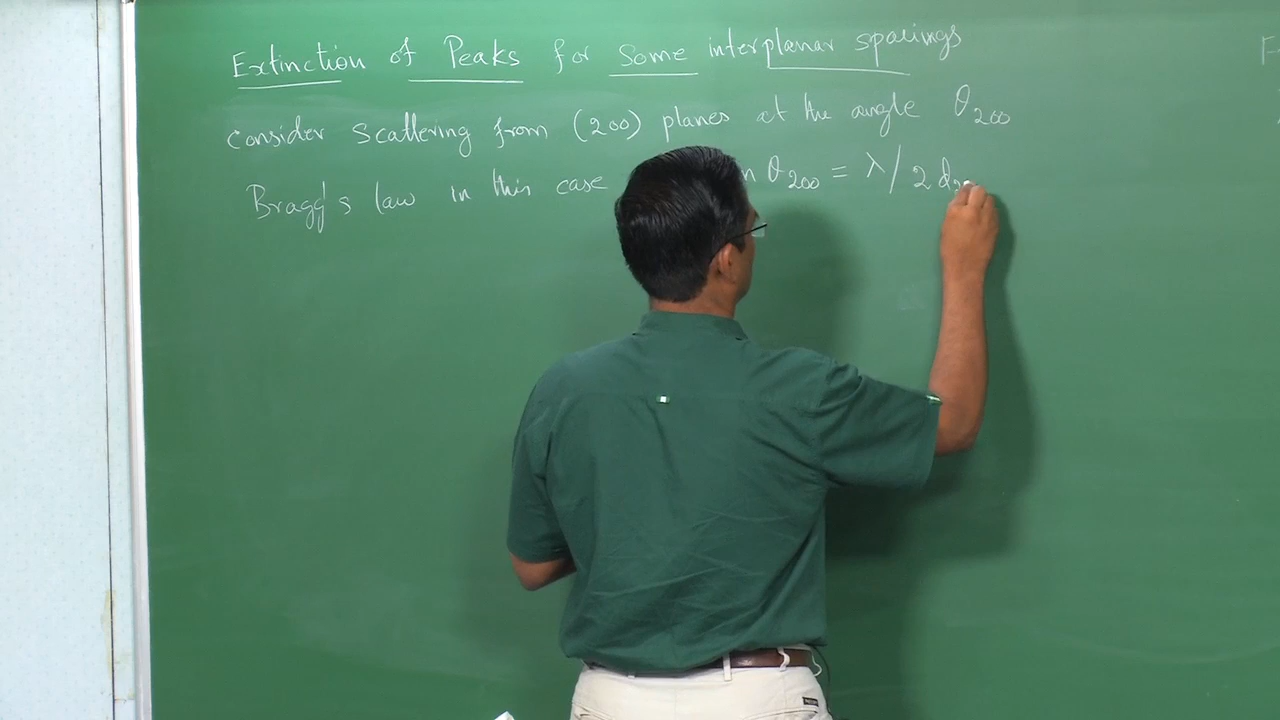 Extinction of Peaks for Some interplanar spacings
Consider Scattering from (200) planes at the angle θ₂₀₀
Bragg's law in this case n θ₂₀₀ = λ/2d